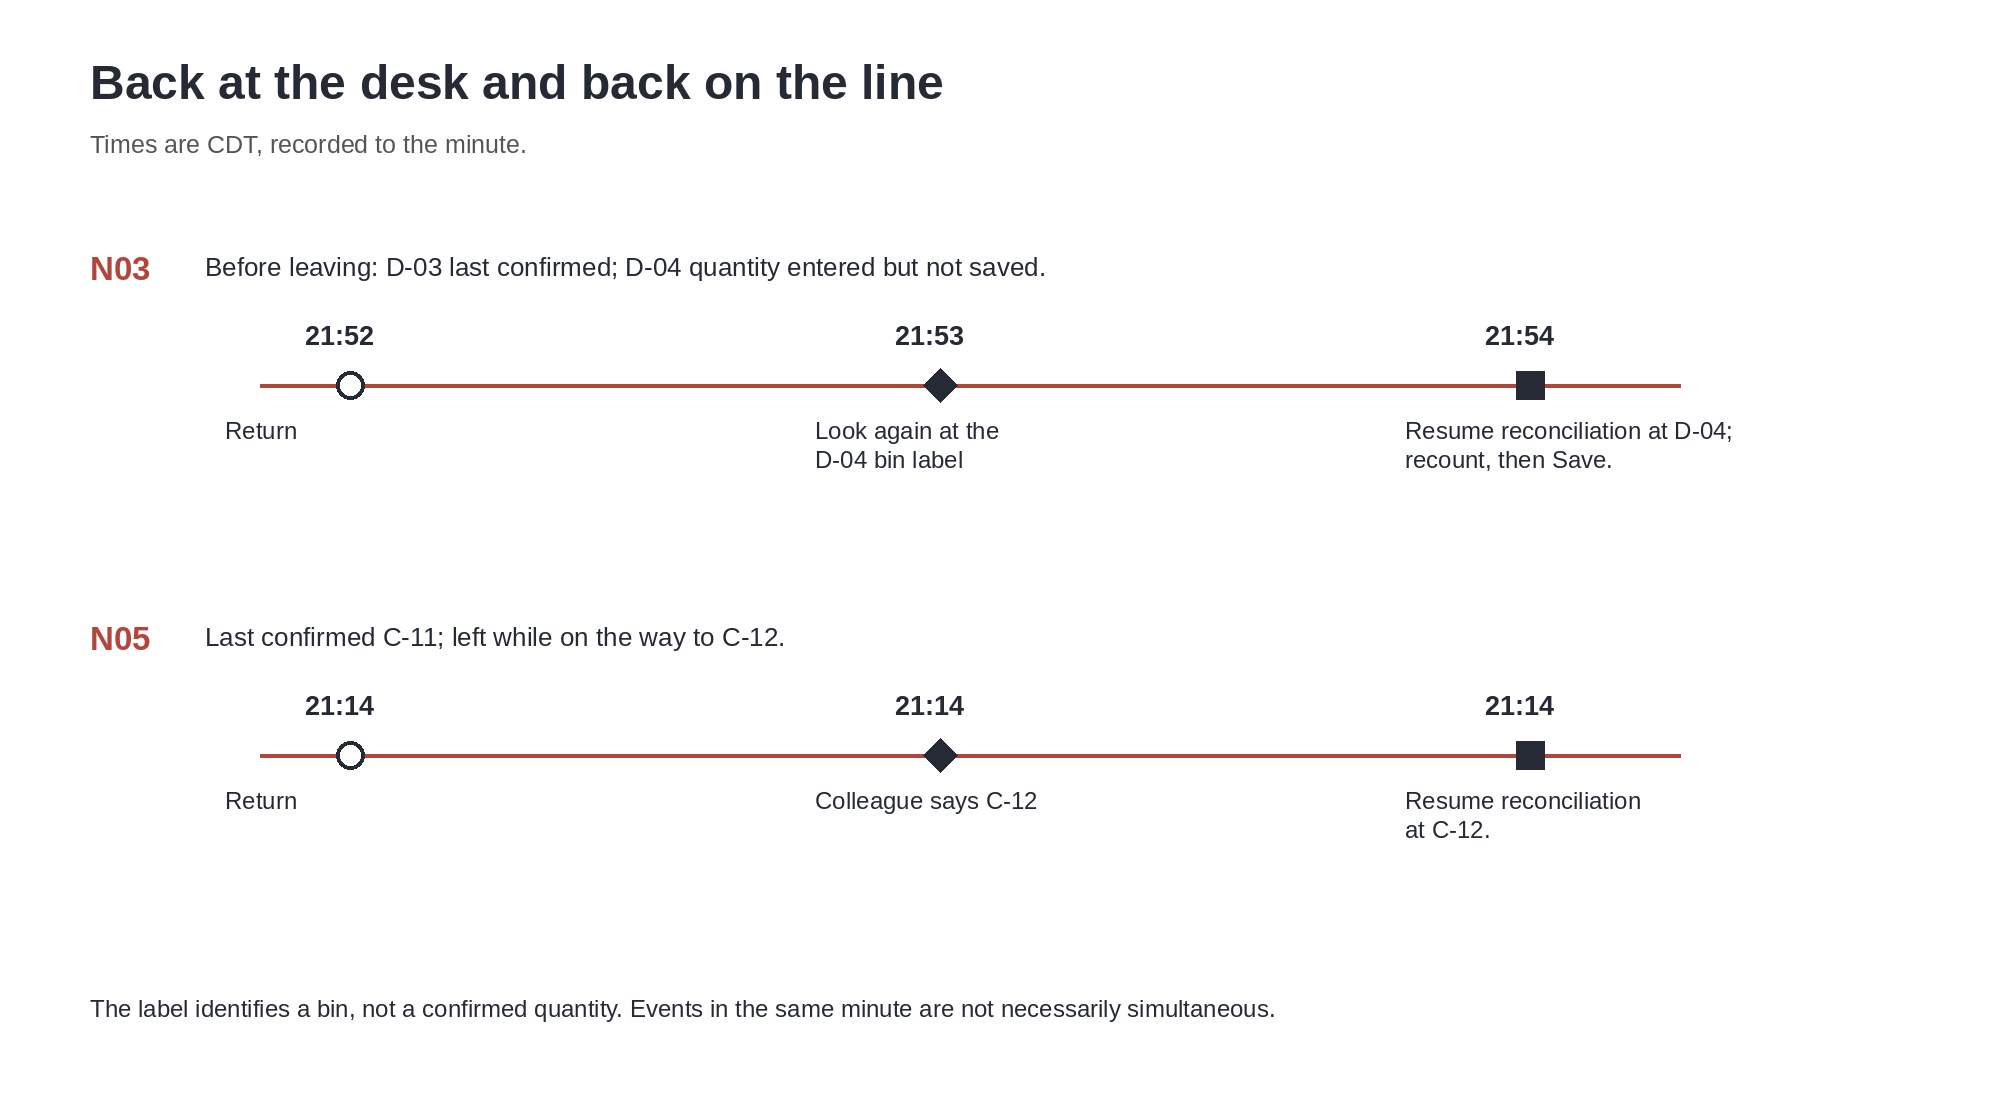 Back at the desk and back on the line
Times are CDT, recorded to the minute.
N03 Before leaving: D-03 last confirmed; D-04 quantity entered but not saved.
21:52 21:53 21:54
Return
Look again at the
D-04 bin label
Resume reconciliation at D-04;
recount, then Save.
N05 Last confirmed C-11; left while on the way to C-12.
21:14 21:14 21:14
Return
Colleague says C-12
Resume reconciliation
at C-12.
The label identifies a bin, not a confirmed quantity. Events in the same minute are not necessarily simultaneous.